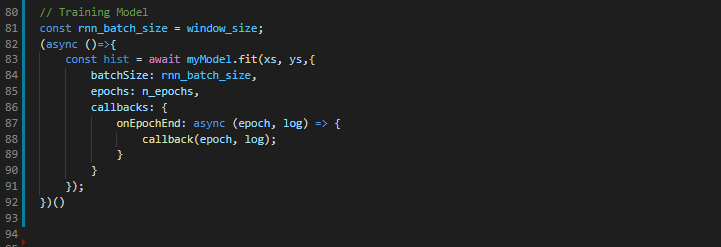 80 // Training Model
81 const rnn_batch_size = window_size;
82 (async ()=>{
83 const hist = await myModel.fit(xs, ys,{
84 batchSize: rnn_batch_size,
85 epochs: n_epochs,
86 callbacks: {
87 onEpochEnd: async (epoch, log) => {
88 callback(epoch, log);
89 }
90 }
91 });
92 })()
93
94